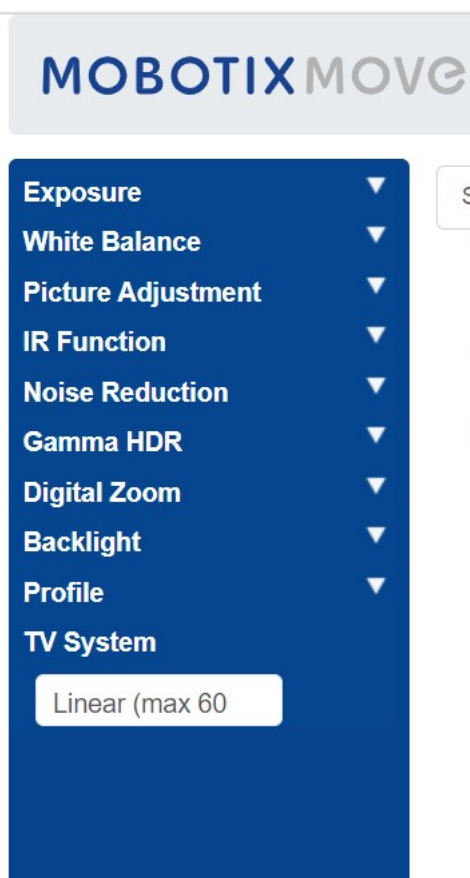 MOBOTIX MOVE
Exposure
S
White Balance
Picture Adjustment
IR Function
Noise Reduction
Gamma HDR
Digital Zoom
Backlight
Profile
TV System
Linear (max 60